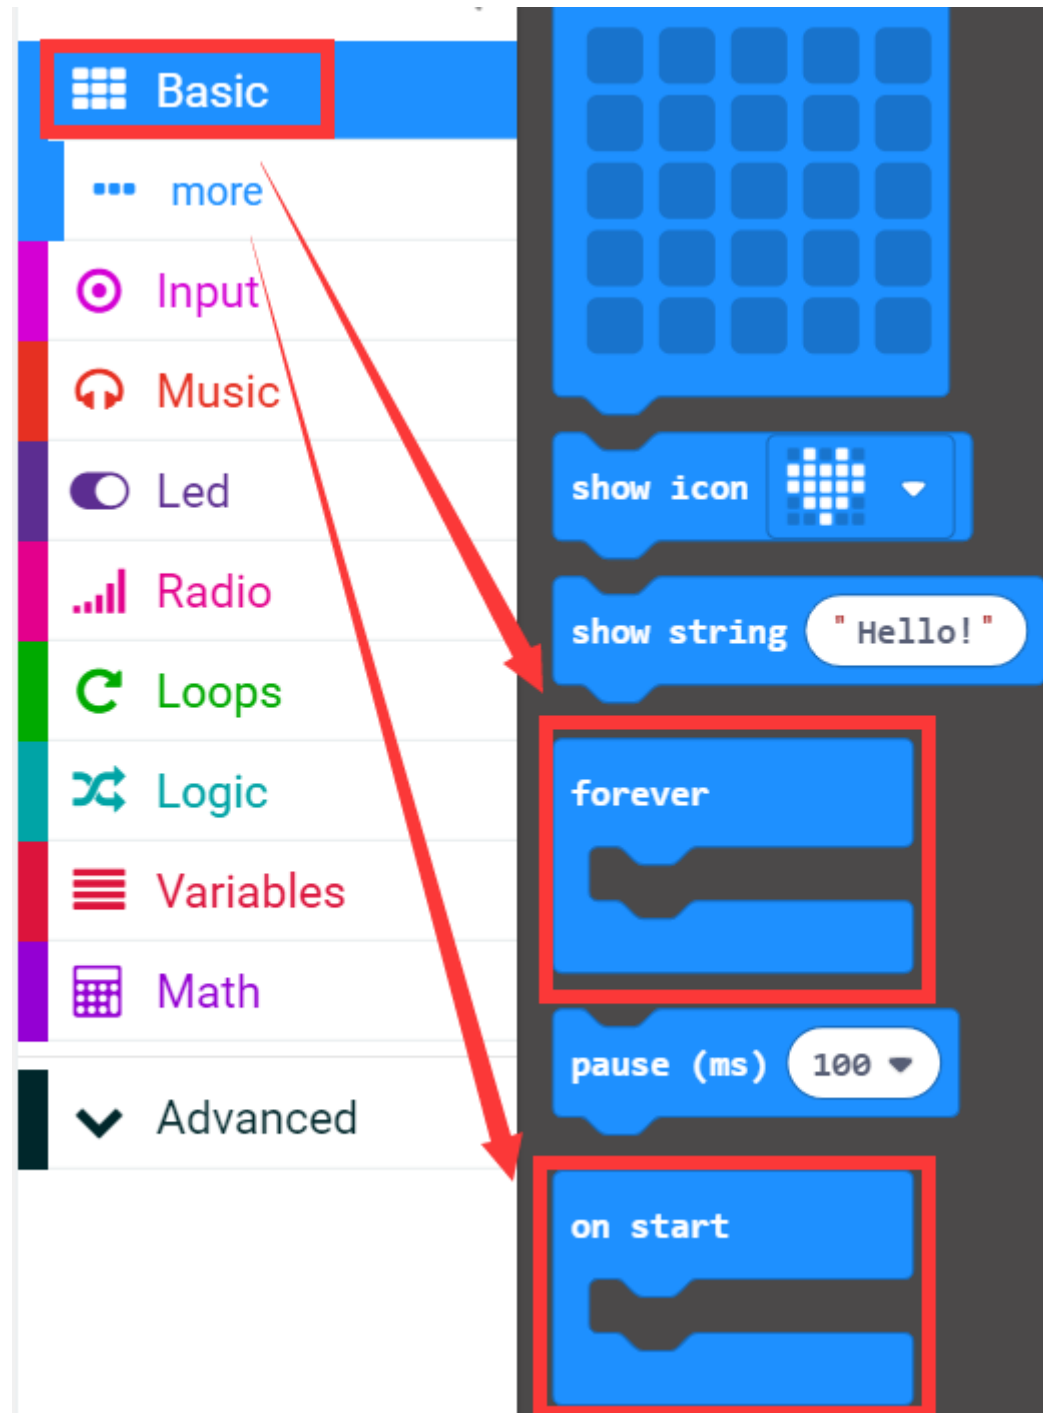 Basic
more
Input
Music
Led
Radio
Loops
Logic
Variables
Math
Advanced
show icon
show string "Hello!"
forever
pause (ms) 100
on start